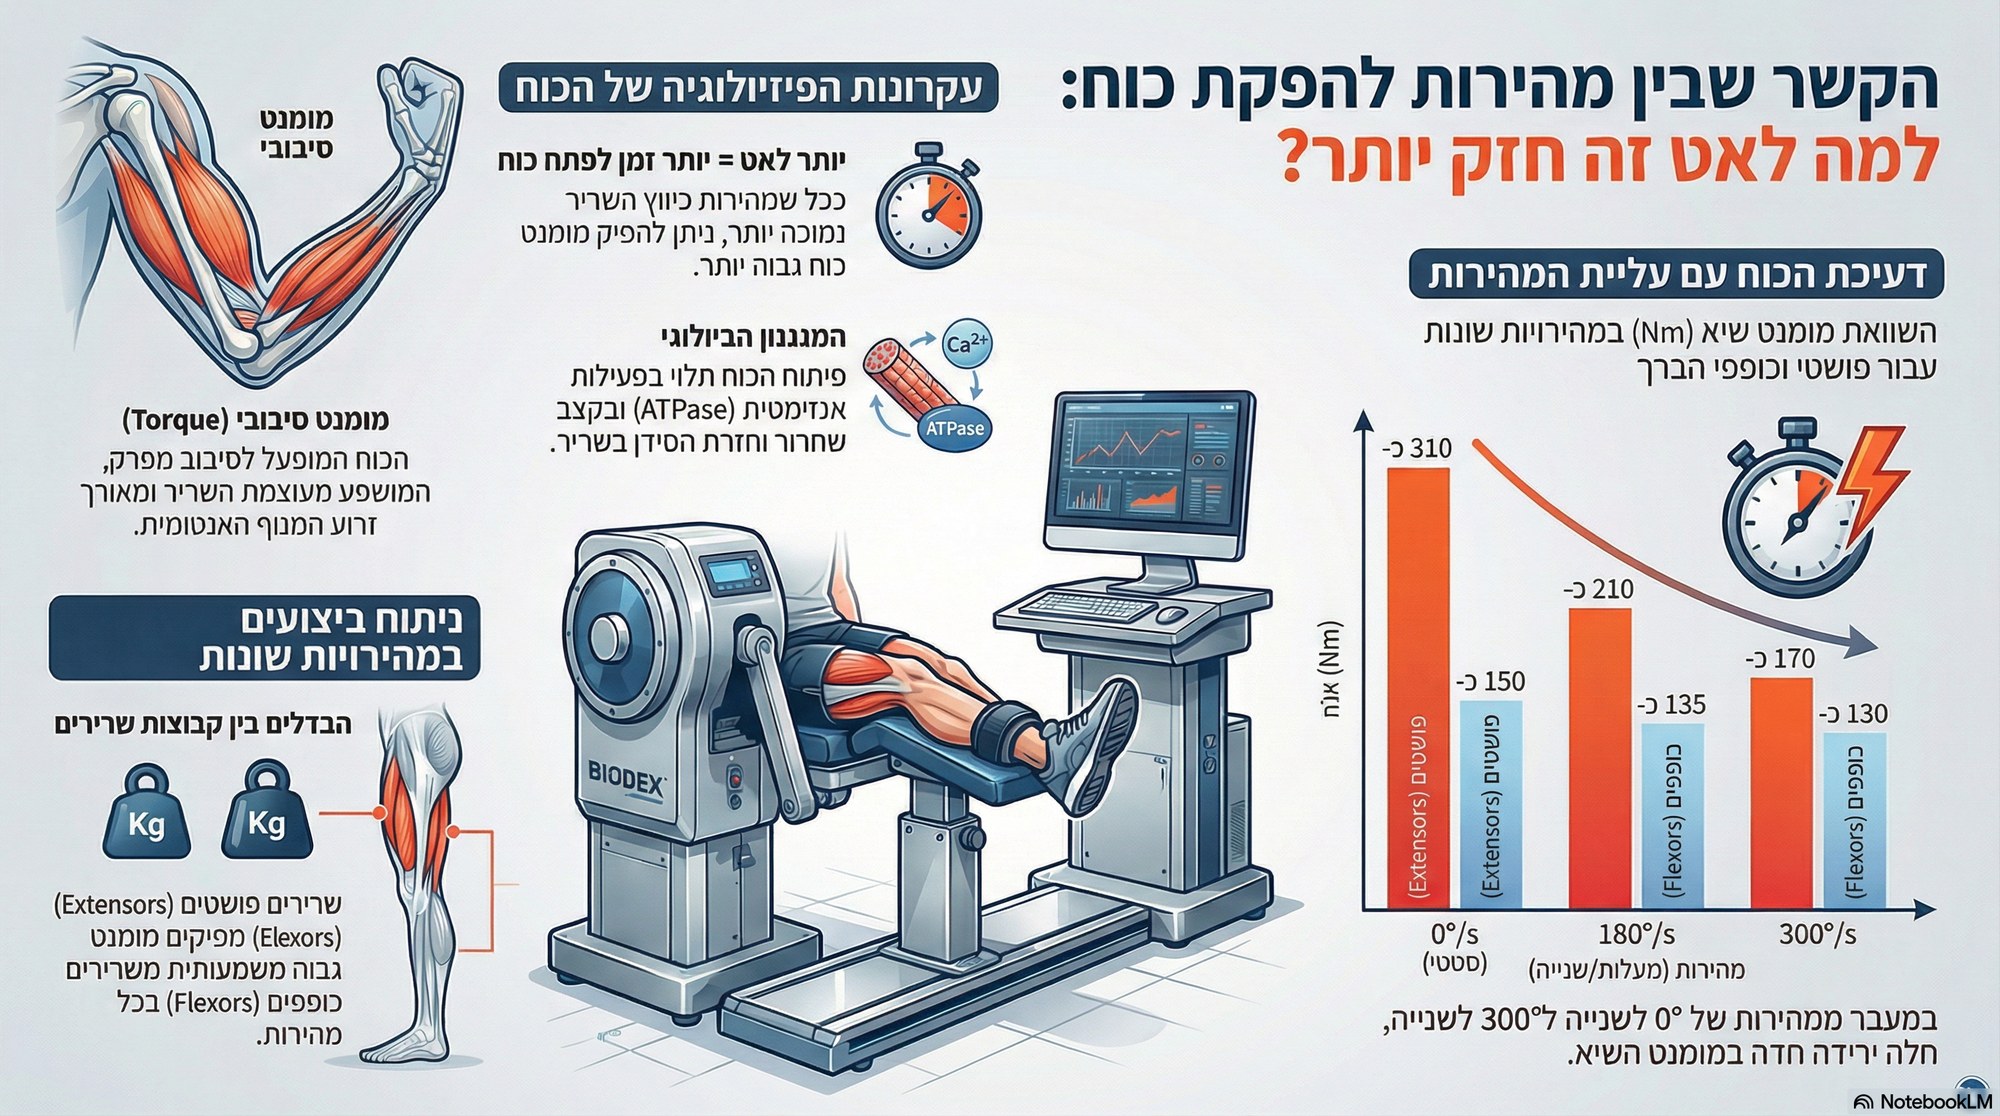 הקשר שבין מהירות להפקת כוח:
למה לאט זה חזק יותר?
עקרונות הפיזיולוגיה של הכוח
יותר לאט = יותר זמן לפתח כוח
ככל שמהירות כיווץ השריר
נמוכה יותר, ניתן להפיק מומנט
כוח גבוה יותר.
המגננון הביולוגי
פיתוח הכוח תלוי בפעילות
אנזימטית (ATPase) ובקצב
שחרור וחזרת הסידן בשריר.
Ca²⁺
ATPase
מומנט
סיבובי
מומנט סיבובי (Torque)
הכוח המופעל לסיבוב מפרק,
המושפע מעוצמת השריר ומאורך
זרוע המנוף האנטומית.
ניתוח ביצועים
במהירויות שונות
הבדלים בין קבוצות שרירים
Kg
Kg
שרירים פושטים (Extensors)
(Elexors) מפיקים מומנט
גבוה משמעותית משרירים
כופפים (Flexors) בכל
מהירות.
BIODEX
דעיכת הכוח עם עליית המהירות
השוואת מומנט שיא (Nm) במהירויות שונות
עבור פושטי וכופפי הברך
כ- 310
כ- 150
כ- 210
כ- 135
כ- 170
כ- 130
פושטים (Extensors)
פושטים (Extensors)
כופפים (Flexors)
כופפים (Flexors)
(Nm)
0°/s
(סטטי)
180°/s
300°/s
מהירות (מעלות/שנייה)
במעבר ממהירות של 0° לשנייה ל־300° לשנייה,
חלה ירידה חדה במומנט השיא.
NotebookLM